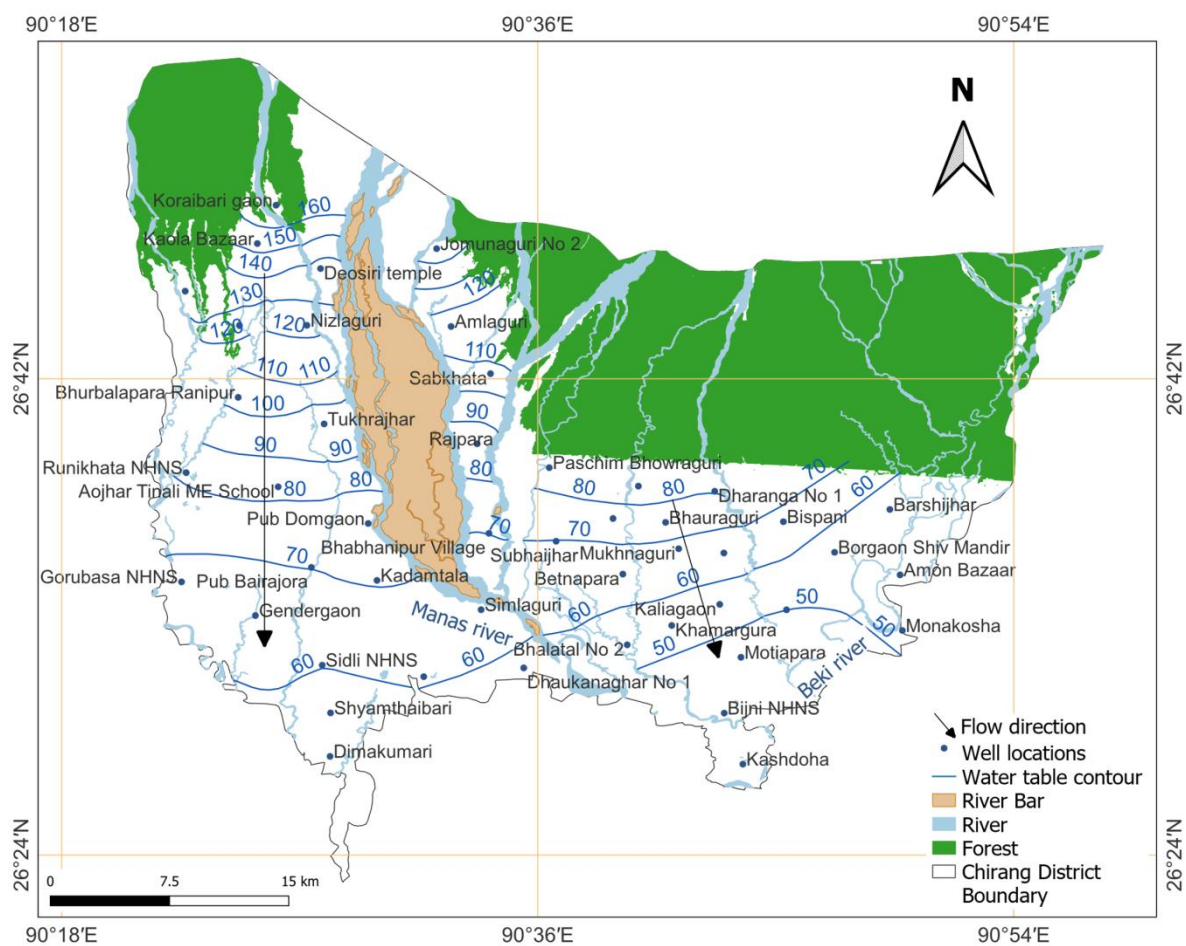 90°18′E 90°36′E 90°54′E
N
Koraibari gaon
160
Kaola Bazaar
150
Jomunaguri No 2
140
Deosiri temple
120
130
120
120
Nizlaguri
Amlaguri
110
110
110
Sabkhata
26°42′N
26°42′N
Bhurbalapara Ranipur
100
90
Tukhrajhar
90
90
Rajpara
Runikhata NHNS
80
80
Paschim Bhowraguri
70
Aojhar Tinali ME School
80
80
80
60
Dharanga No 1
Barshijhar
Pub Domgaon
70
70
Bhauraguri
Bispani
Bhabhanipur Village
Subhaijhar
Mukhnaguri
Borgaon Shiv Mandir
70
Gorubasa NHNS
Pub Bairajora
Kadamtala
Betnapara
60
Amon Bazaar
Gendergaon
Manas river
Simlaguri
60
Kaliagaon
50
50
Khamargura
Monakosha
60
60
Sidli NHNS
Bhalatal No 2
50
Motiapara
Beki river
Dhaukanaghar No 1
Shyamthaibari
Bijni NHNS
Dimakumari
Kashdoha
Flow direction
Well locations
Water table contour
River Bar
River
Forest
Chirang District
Boundary
26°24′N
26°24′N
0 7.5 15 km
90°18′E 90°36′E 90°54′E